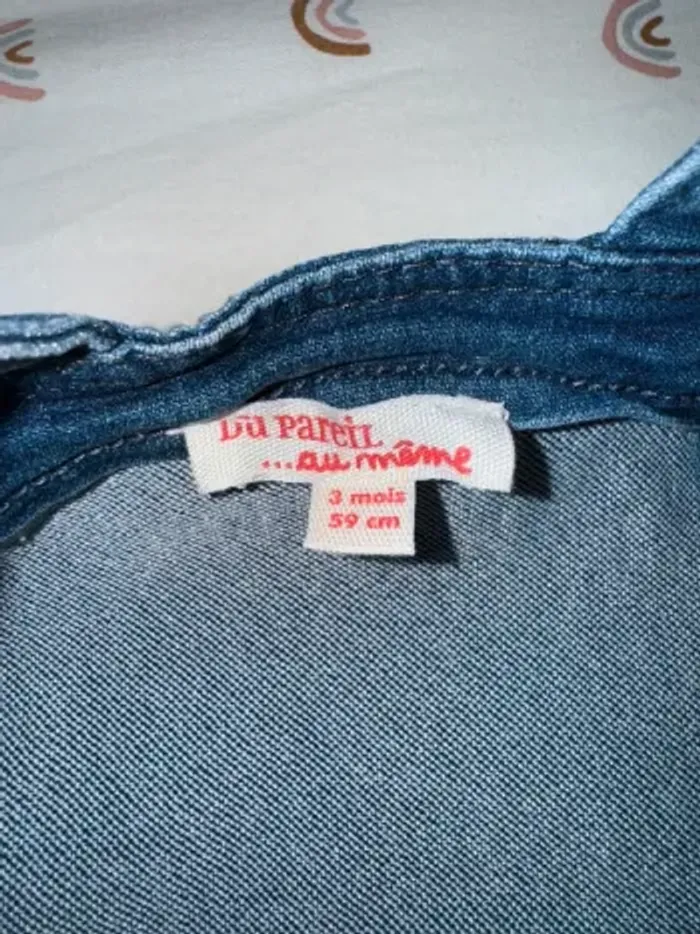 Du Pareil
...au même
3 mois
59 cm